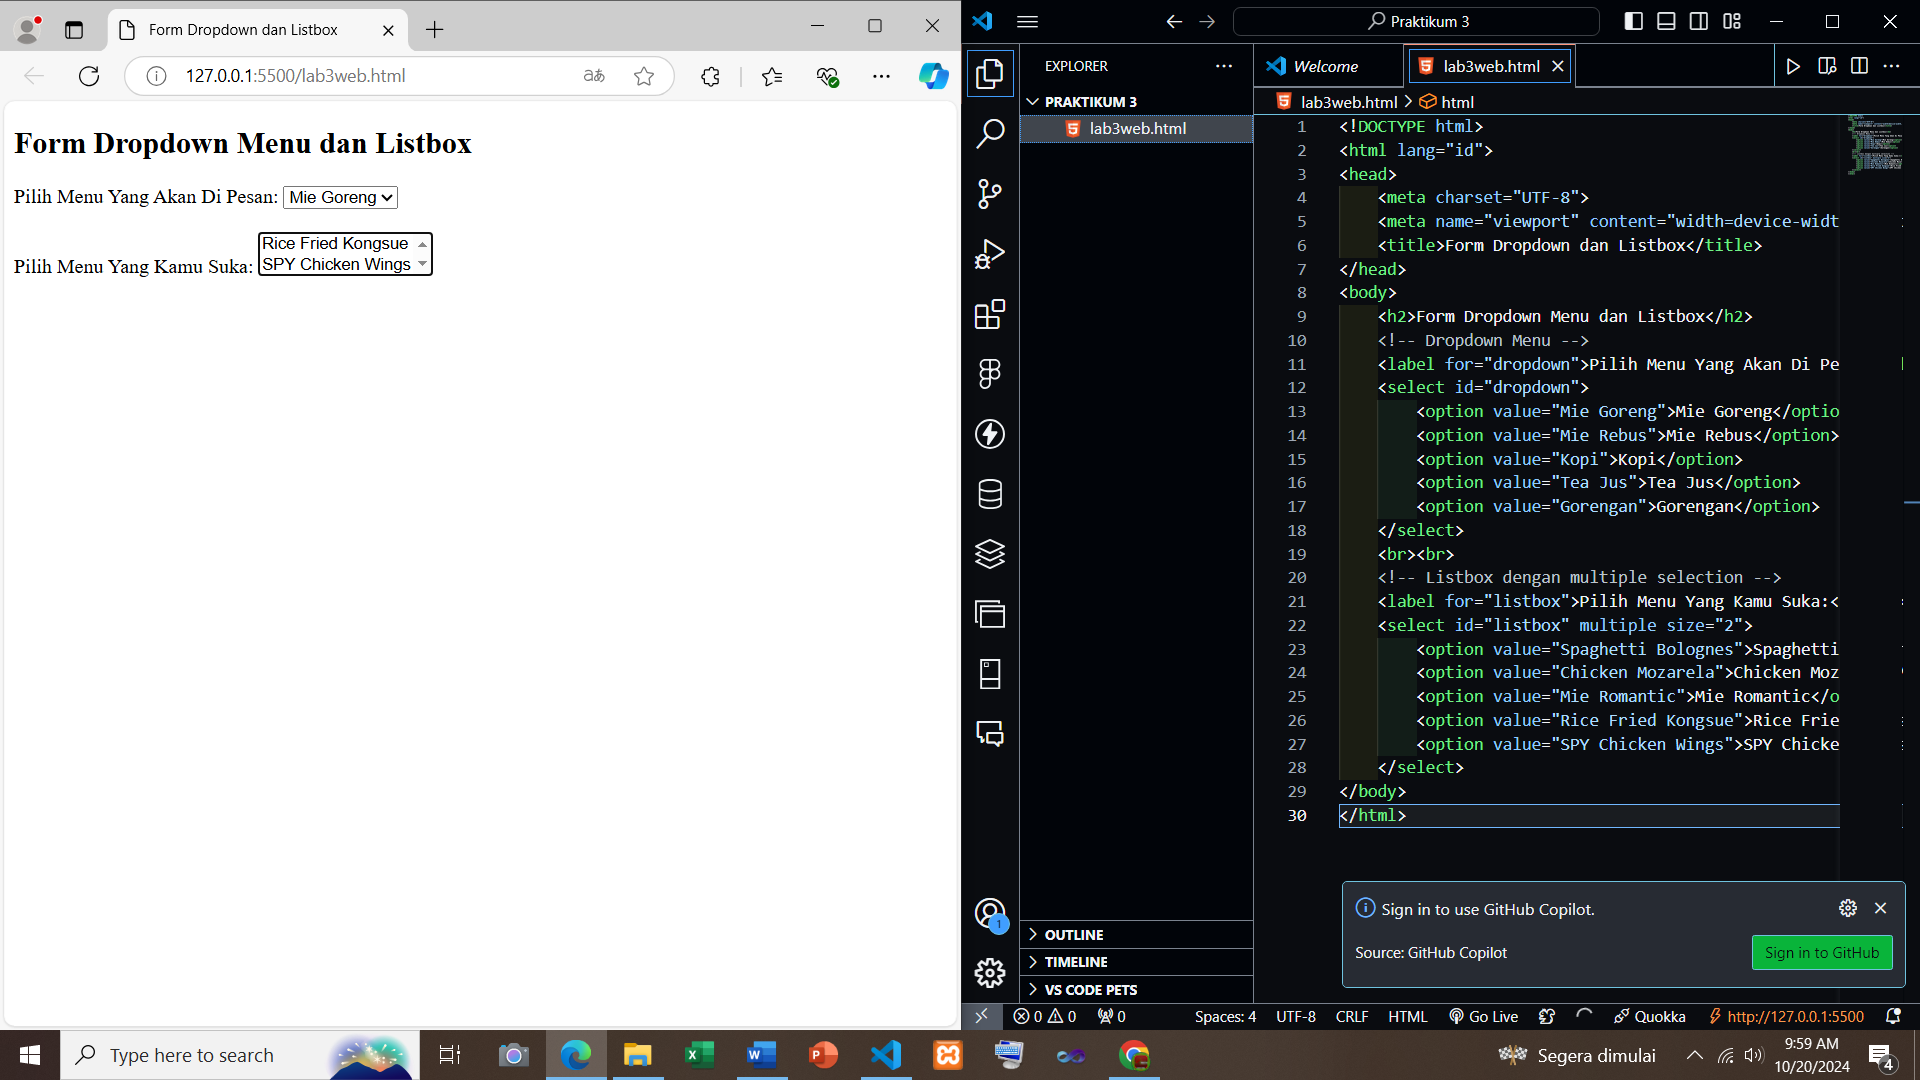 Form Dropdown dan Listbox
127.0.0.1:5500/lab3web.html
Form Dropdown Menu dan Listbox
Pilih Menu Yang Akan Di Pesan: Mie Goreng
Pilih Menu Yang Kamu Suka: Rice Fried Kongsue
SPY Chicken Wings
Praktikum 3
EXPLORER
PRAKTIKUM 3
lab3web.html
OUTLINE
TIMELINE
VS CODE PETS
Welcome
lab3web.html
lab3web.html > html
1 <!DOCTYPE html>
2 <html lang="id">
3 <head>
4 <meta charset="UTF-8">
5 <meta name="viewport" content="width=device-widt
6 <title>Form Dropdown dan Listbox</title>
7 </head>
8 <body>
9 <h2>Form Dropdown Menu dan Listbox</h2>
10 <!-- Dropdown Menu -->
11 <label for="dropdown">Pilih Menu Yang Akan Di Pe
12 <select id="dropdown">
13 <option value="Mie Goreng">Mie Goreng</optio
14 <option value="Mie Rebus">Mie Rebus</option>
15 <option value="Kopi">Kopi</option>
16 <option value="Tea Jus">Tea Jus</option>
17 <option value="Gorengan">Gorengan</option>
18 </select>
19 <br><br>
20 <!-- Listbox dengan multiple selection -->
21 <label for="listbox">Pilih Menu Yang Kamu Suka:<
22 <select id="listbox" multiple size="2">
23 <option value="Spaghetti Bolognes">Spaghetti
24 <option value="Chicken Mozarela">Chicken Moz
25 <option value="Mie Romantic">Mie Romantic</o
26 <option value="Rice Fried Kongsue">Rice Frie
27 <option value="SPY Chicken Wings">SPY Chicke
28 </select>
29 </body>
30 </html>
Sign in to use GitHub Copilot.
Source: GitHub Copilot
Sign in to GitHub
1
0 0 0
Spaces: 4 UTF-8 CRLF HTML Go Live Quokka http://127.0.0.1:5500
Type here to search
Segera dimulai
9:59 AM
10/20/2024
4